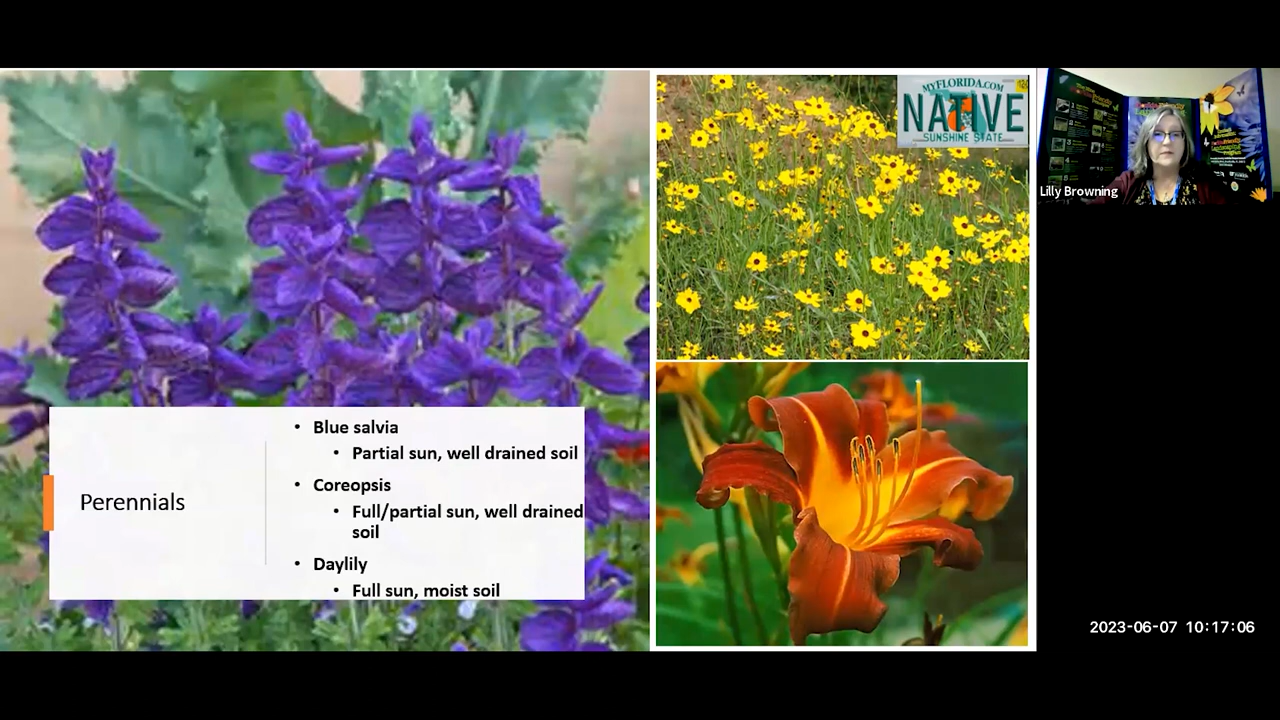 Perennials
• Blue salvia
• Partial sun, well drained soil
• Coreopsis
• Full/partial sun, well drained
soil
• Daylily
• Full sun, moist soil
MYFLORIDA.COM
NATIVE
SUNSHINE STATE
Lilly Browning
2023-06-07 10:17:06